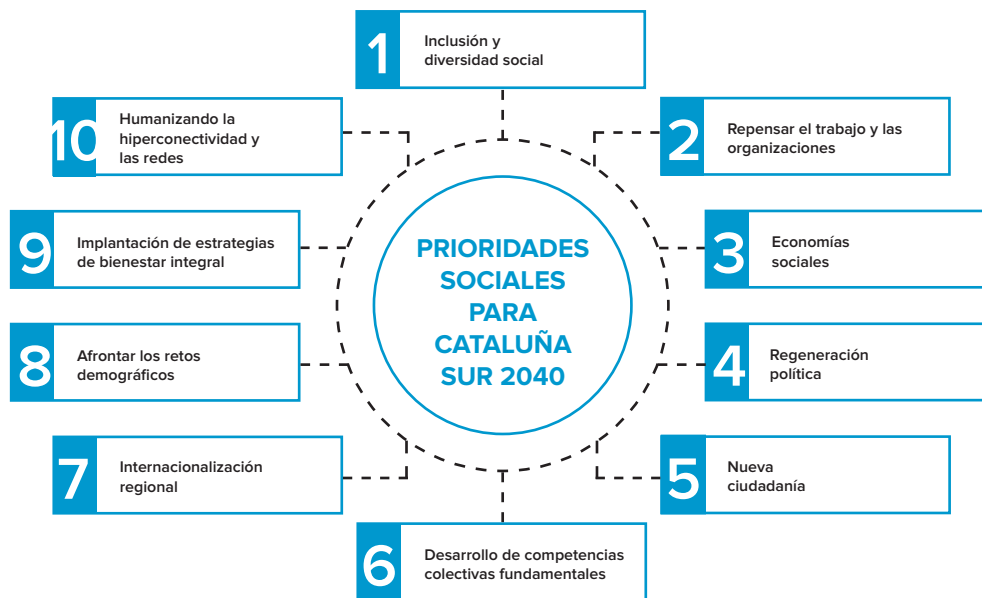 PRIORIDADES
SOCIALES
PARA
CATALUÑA
SUR 2040
1
Inclusión y
diversidad social
2
Repensar el trabajo y las
organizaciones
3
Economías
sociales
4
Regeneración
política
5
Nueva
ciudadanía
6
Desarrollo de competencias
colectivas fundamentales
7
Internacionalización
regional
8
Afrontar los retos
demográficos
9
Implantación de estrategias
de bienestar integral
10
Humanizando la
hiperconectividad y
las redes